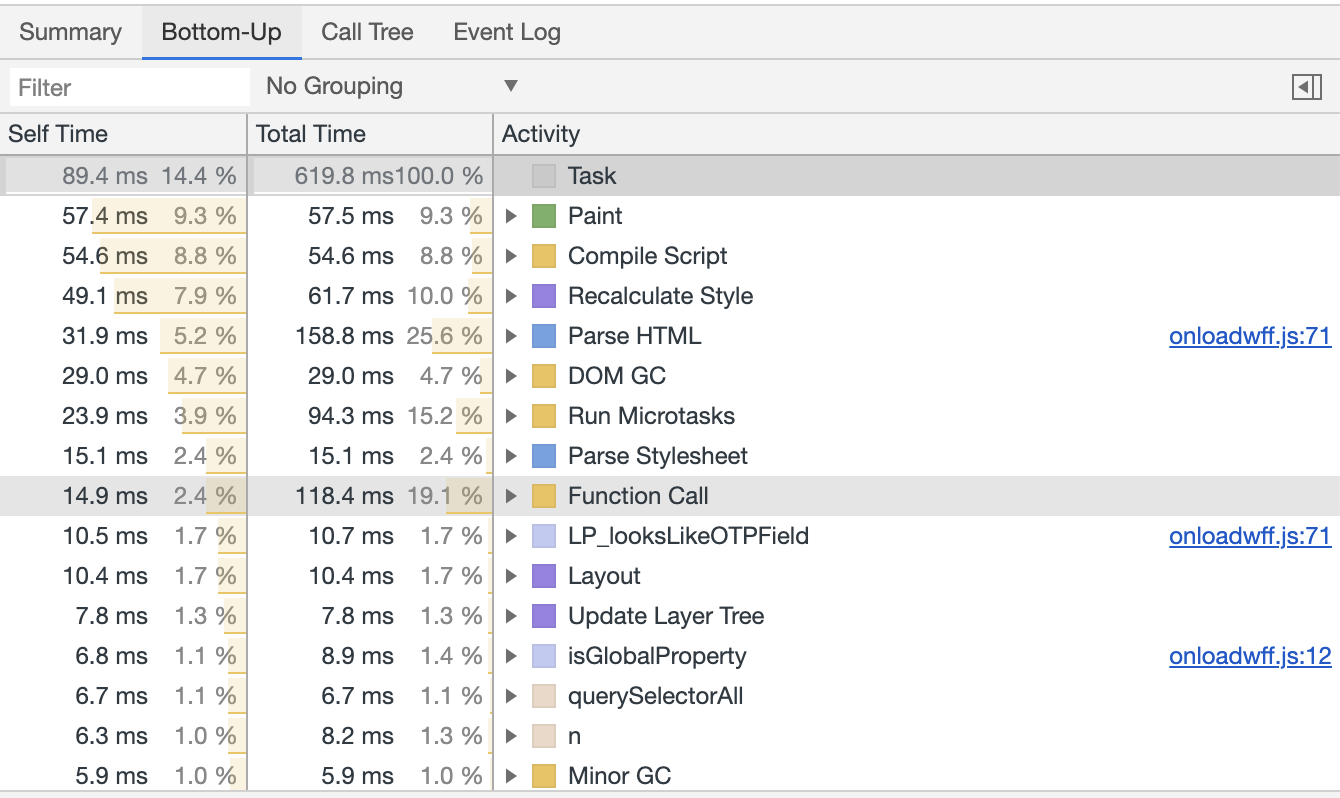 Summary Bottom-Up Call Tree Event Log
Filter No Grouping
Self Time Total Time Activity
89.4 ms 14.4 % 619.8 ms 100.0 % Task
57.4 ms 9.3 % 57.5 ms 9.3 % Paint
54.6 ms 8.8 % 54.6 ms 8.8 % Compile Script
49.1 ms 7.9 % 61.7 ms 10.0 % Recalculate Style
31.9 ms 5.2 % 158.8 ms 25.6 % Parse HTML onloadwff.js:71
29.0 ms 4.7 % 29.0 ms 4.7 % DOM GC
23.9 ms 3.9 % 94.3 ms 15.2 % Run Microtasks
15.1 ms 2.4 % 15.1 ms 2.4 % Parse Stylesheet
14.9 ms 2.4 % 118.4 ms 19.1 % Function Call
10.5 ms 1.7 % 10.7 ms 1.7 % LP_looksLikeOTPField onloadwff.js:71
10.4 ms 1.7 % 10.4 ms 1.7 % Layout
7.8 ms 1.3 % 7.8 ms 1.3 % Update Layer Tree
6.8 ms 1.1 % 8.9 ms 1.4 % isGlobalProperty onloadwff.js:12
6.7 ms 1.1 % 6.7 ms 1.1 % querySelectorAll
6.3 ms 1.0 % 8.2 ms 1.3 % n
5.9 ms 1.0 % 5.9 ms 1.0 % Minor GC